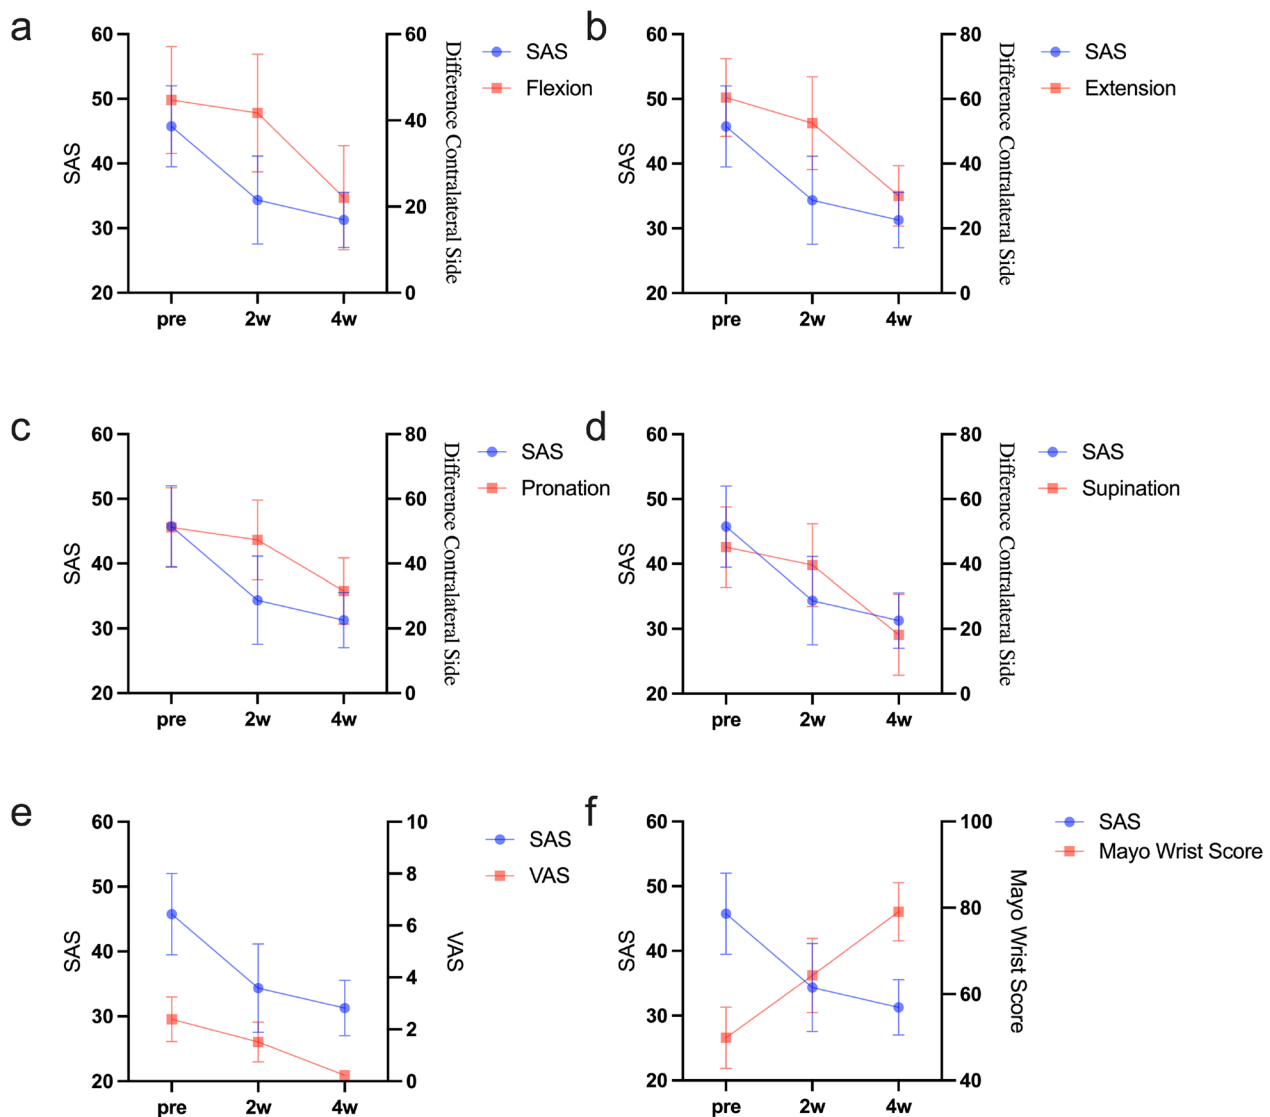 a
60
50
40
30
20
SAS
60
40
20
0
Difference Contralateral Side
SAS
Flexion
pre 2w 4w
b
60
50
40
30
20
SAS
80
60
40
20
0
Difference Contralateral Side
SAS
Extension
pre 2w 4w
c
60
50
40
30
20
SAS
80
60
40
20
0
Difference Contralateral Side
SAS
Pronation
pre 2w 4w
d
60
50
40
30
20
SAS
80
60
40
20
0
Difference Contralateral Side
SAS
Supination
pre 2w 4w
e
60
50
40
30
20
SAS
10
8
6
4
2
0
VAS
SAS
VAS
pre 2w 4w
f
60
50
40
30
20
SAS
100
80
60
40
Mayo Wrist Score
SAS
Mayo Wrist Score
pre 2w 4w